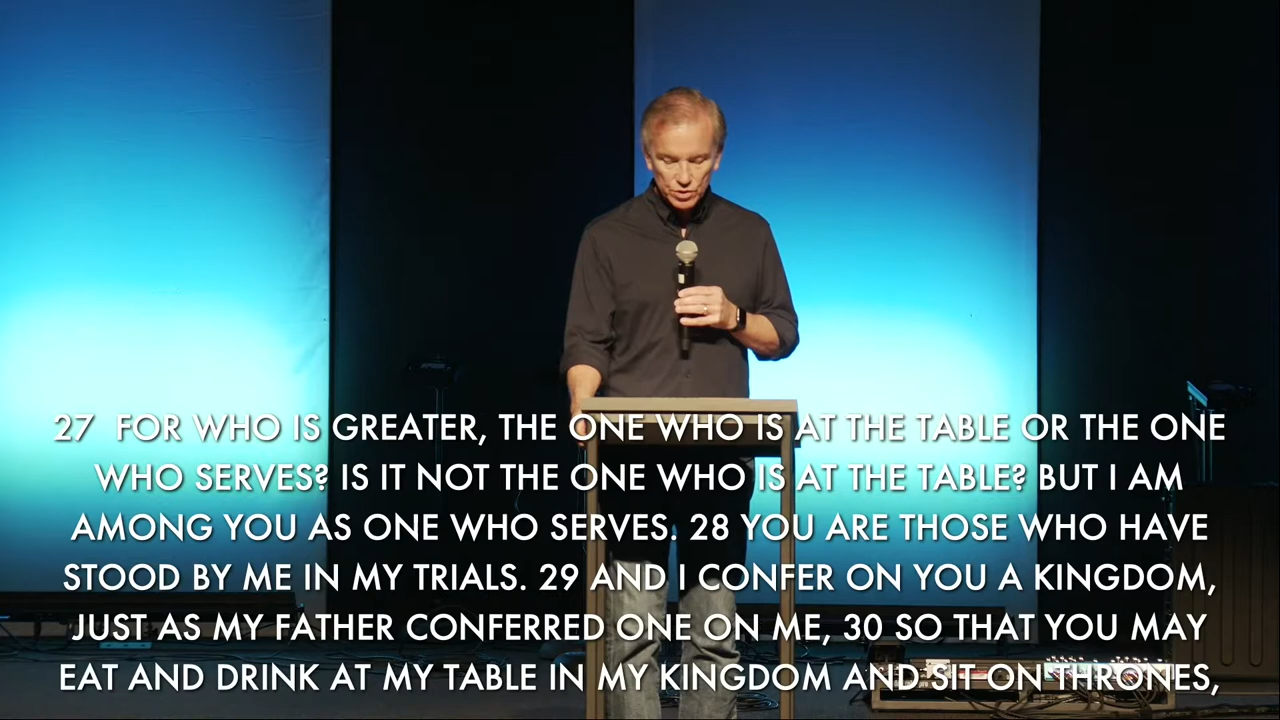 27 FOR WHO IS GREATER, THE ONE WHO IS AT THE TABLE OR THE ONE
WHO SERVES? IS IT NOT THE ONE WHO IS AT THE TABLE? BUT I AM
AMONG YOU AS ONE WHO SERVES. 28 YOU ARE THOSE WHO HAVE
STOOD BY ME IN MY TRIALS. 29 AND I CONFER ON YOU A KINGDOM,
JUST AS MY FATHER CONFERRED ONE ON ME, 30 SO THAT YOU MAY
EAT AND DRINK AT MY TABLE IN MY KINGDOM AND SIT ON THRONES,